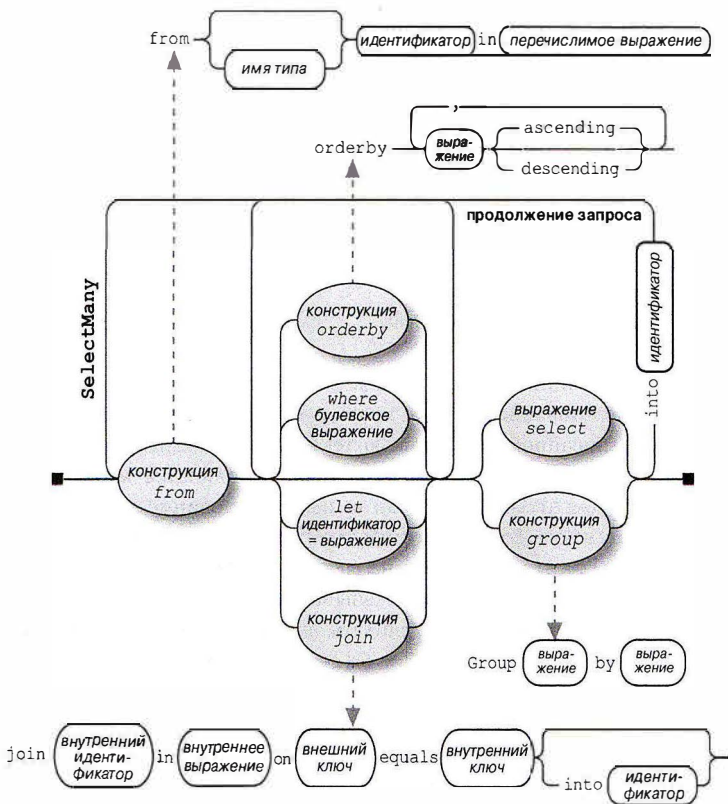 from
имя типа
идентификатор
in
перечислимое выражение
,
orderby
выра-
жение
ascending
descending
продолжение запроса
SelectMany
конструкция
orderby
идентификатор
into
where
булевское
выражение
выражение
select
конструкция
from
let
идентификатор
= выражение
конструкция
group
конструкция
join
Group
выра-
жение
by
выра-
жение
join
внутренний
иденти-
фикатор
in
внутреннее
выражение
on
внешний
ключ
equals
внутренний
ключ
into
иденти-
фикатор